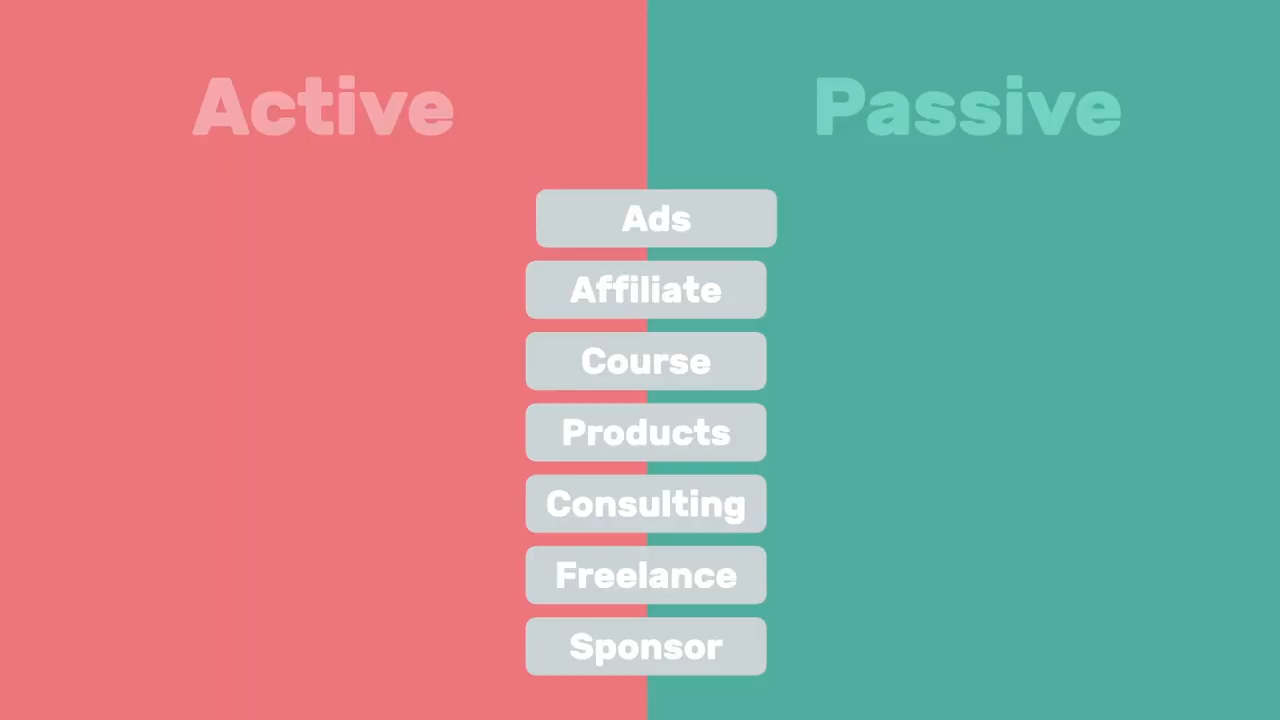 Active
Passive
Ads
Affiliate
Course
Products
Consulting
Freelance
Sponsor